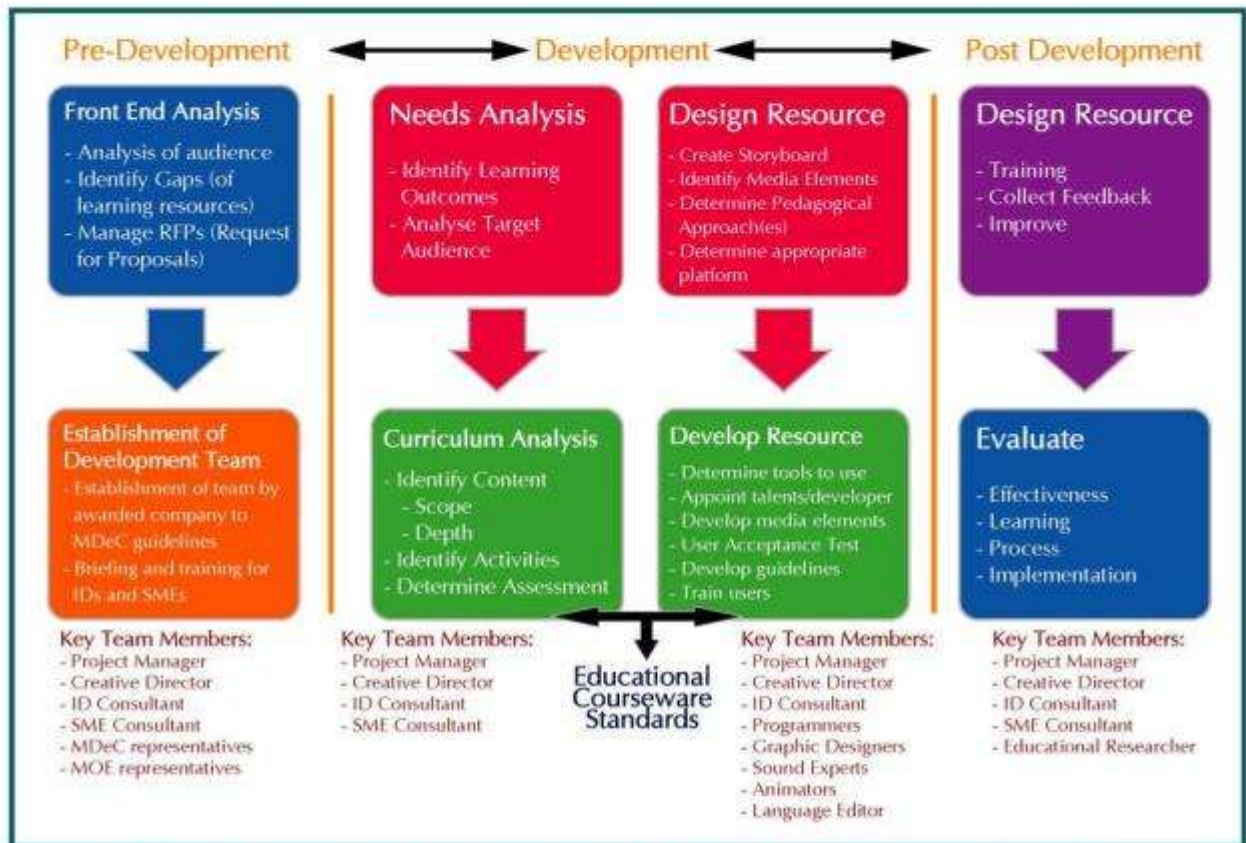 Pre-Development
Development
Post Development
Front End Analysis
- Analysis of audience
- Identify Gaps (of
learning resources)
- Manage RFPs (Request
for Proposals)
Establishment of
Development Team
- Establishment of team by
awarded company to
MDeC guidelines
- Briefing and training for
IDs and SMEs
Key Team Members:
- Project Manager
- Creative Director
- ID Consultant
- SME Consultant
- MDeC representatives
- MOE representatives
Needs Analysis
- Identify Learning
Outcomes
- Analyse Target
Audience
Curriculum Analysis
- Identify Content
- Scope
- Depth
- Identify Activities
- Determine Assessment
Key Team Members:
- Project Manager
- Creative Director
- ID Consultant
- SME Consultant
Educational
Courseware
Standards
Design Resource
- Create Storyboard
- Identify Media Elements
- Determine Pedagogical
Approach(es)
- Determine appropriate
platform
Develop Resource
- Determine tools to use
- Appoint talents/developer
- Develop media elements
- User Acceptance Test
- Develop guidelines
- Train users
Key Team Members:
- Project Manager
- Creative Director
- ID Consultant
- Programmers
- Graphic Designers
- Sound Experts
- Animators
- Language Editor
Design Resource
- Training
- Collect Feedback
- Improve
Evaluate
- Effectiveness
- Learning
- Process
- Implementation
Key Team Members:
- Project Manager
- Creative Director
- ID Consultant
- SME Consultant
- Educational Researcher